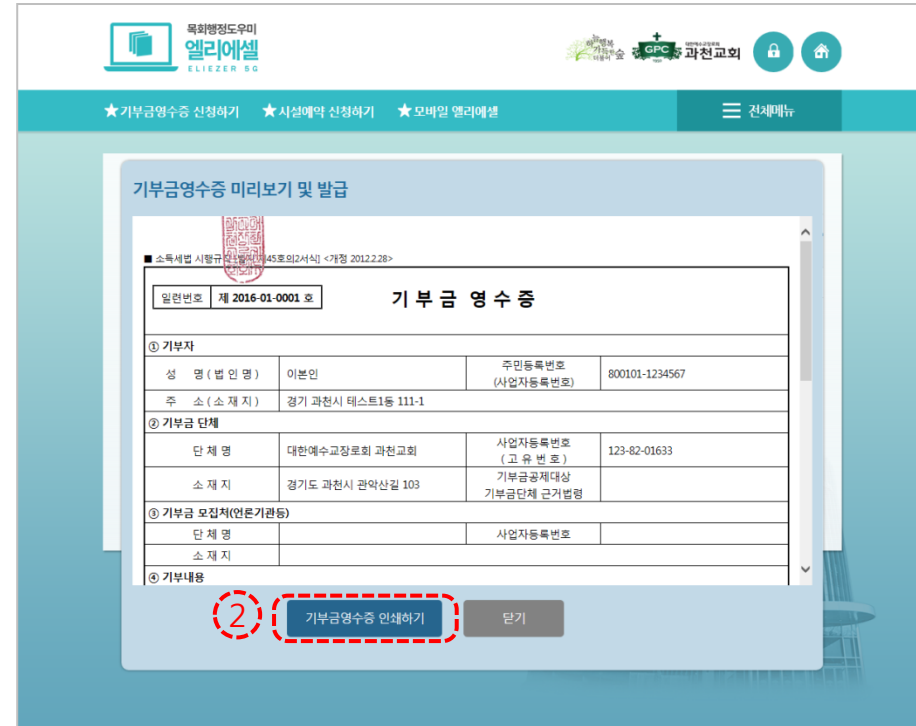 목회행정도우미
엘리에셀
ELIEZER 5G
GPC 과천교회
★기부금영수증 신청하기 ★시설예약 신청하기 ★모바일 엘리에셀
전체메뉴
기부금영수증 미리보기 및 발급
■ 소득세법 시행규 45호의2서식] <개정 2012.2.28>
일련번호 제 2016-01-0001 호
기 부 금 영 수 증
① 기부자
성 명 ( 법 인 명 ) 이본인 주민등록번호 (사업자등록번호) 800101-1234567
주 소 ( 소 재 지 ) 경기 과천시 테스트1동 111-1
② 기부금 단체
단 체 명 대한예수교장로회 과천교회 사업자등록번호 ( 고 유 번 호 ) 123-82-01633
소 재 지 경기도 과천시 관악산길 103 기부금공제대상 기부금단체 근거법령
③ 기부금 모집처(언론기관등)
단 체 명 사업자등록번호
소 재 지
④ 기부내용
② 기부금영수증 인쇄하기 닫기